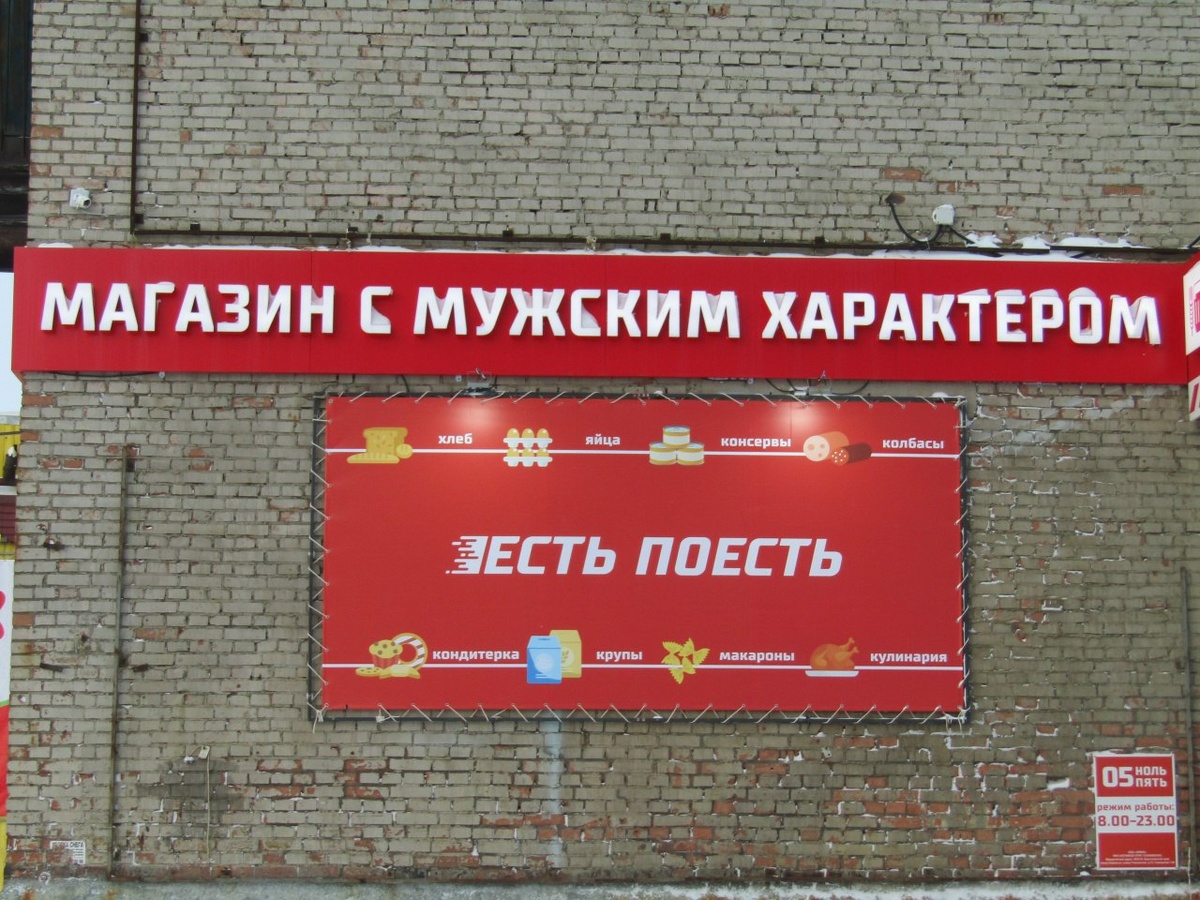 МАГАЗИН С МУЖСКИМ ХАРАКТЕРОМ
хлеб яйца консервы колбасы
ЕСТЬ ПОЕСТЬ
кондитерка крупы макароны кулинария
05 НОЛЬ ПЯТЬ
режим работы:
8.00-23.00